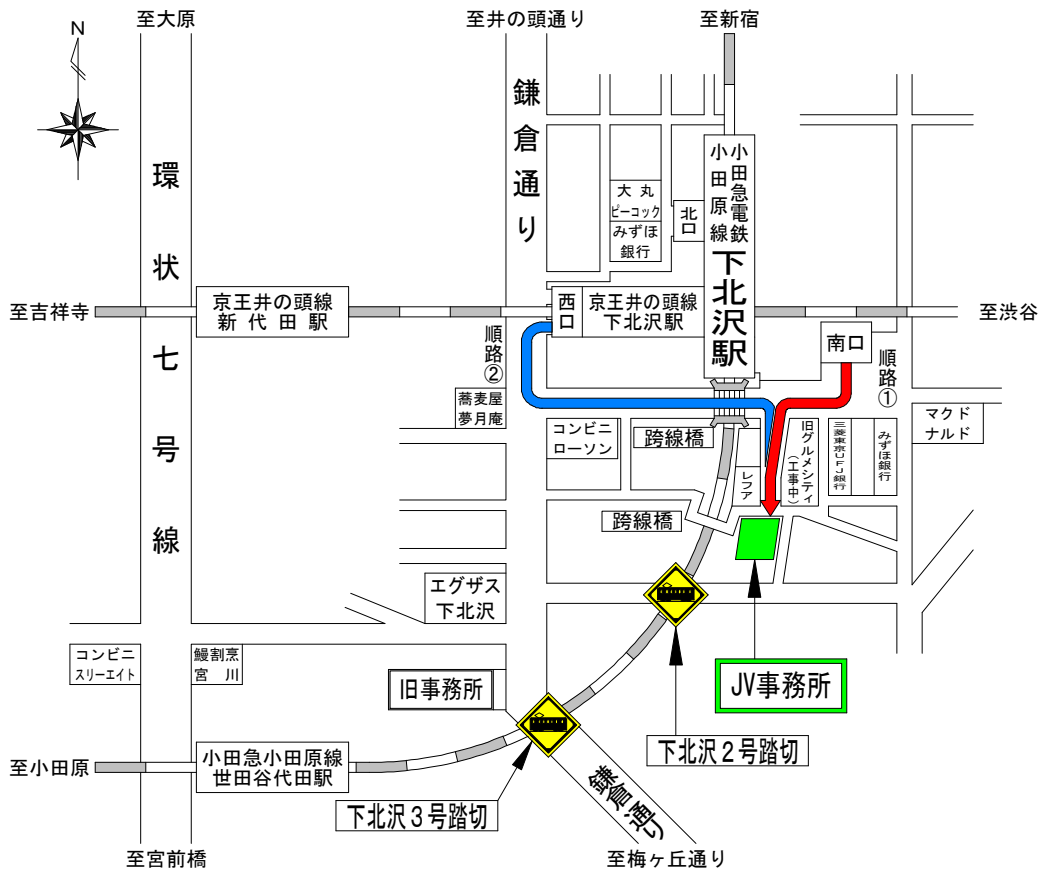 至大原
至井の頭通り
至新宿
N
環状七号線
鎌倉通り
小田急電鉄
小田原線
下北沢駅
大丸
ピーコック
みずほ
銀行
北口
至吉祥寺
京王井の頭線
新代田駅
西口
京王井の頭線
下北沢駅
至渋谷
南口
順路②
順路①
蕎麦屋
夢月庵
コンビニ
ローソン
跨線橋
レファ
旧グルメシティ
(工事中)
三菱東京UFJ銀行
みずほ銀行
マクド
ナルド
跨線橋
エグザス
下北沢
コンビニ
スリーエイト
鰻割烹
宮川
旧事務所
JV事務所
下北沢2号踏切
至小田原
小田急小田原線
世田谷代田駅
下北沢3号踏切
鎌倉通り
至宮前橋
至梅ヶ丘通り